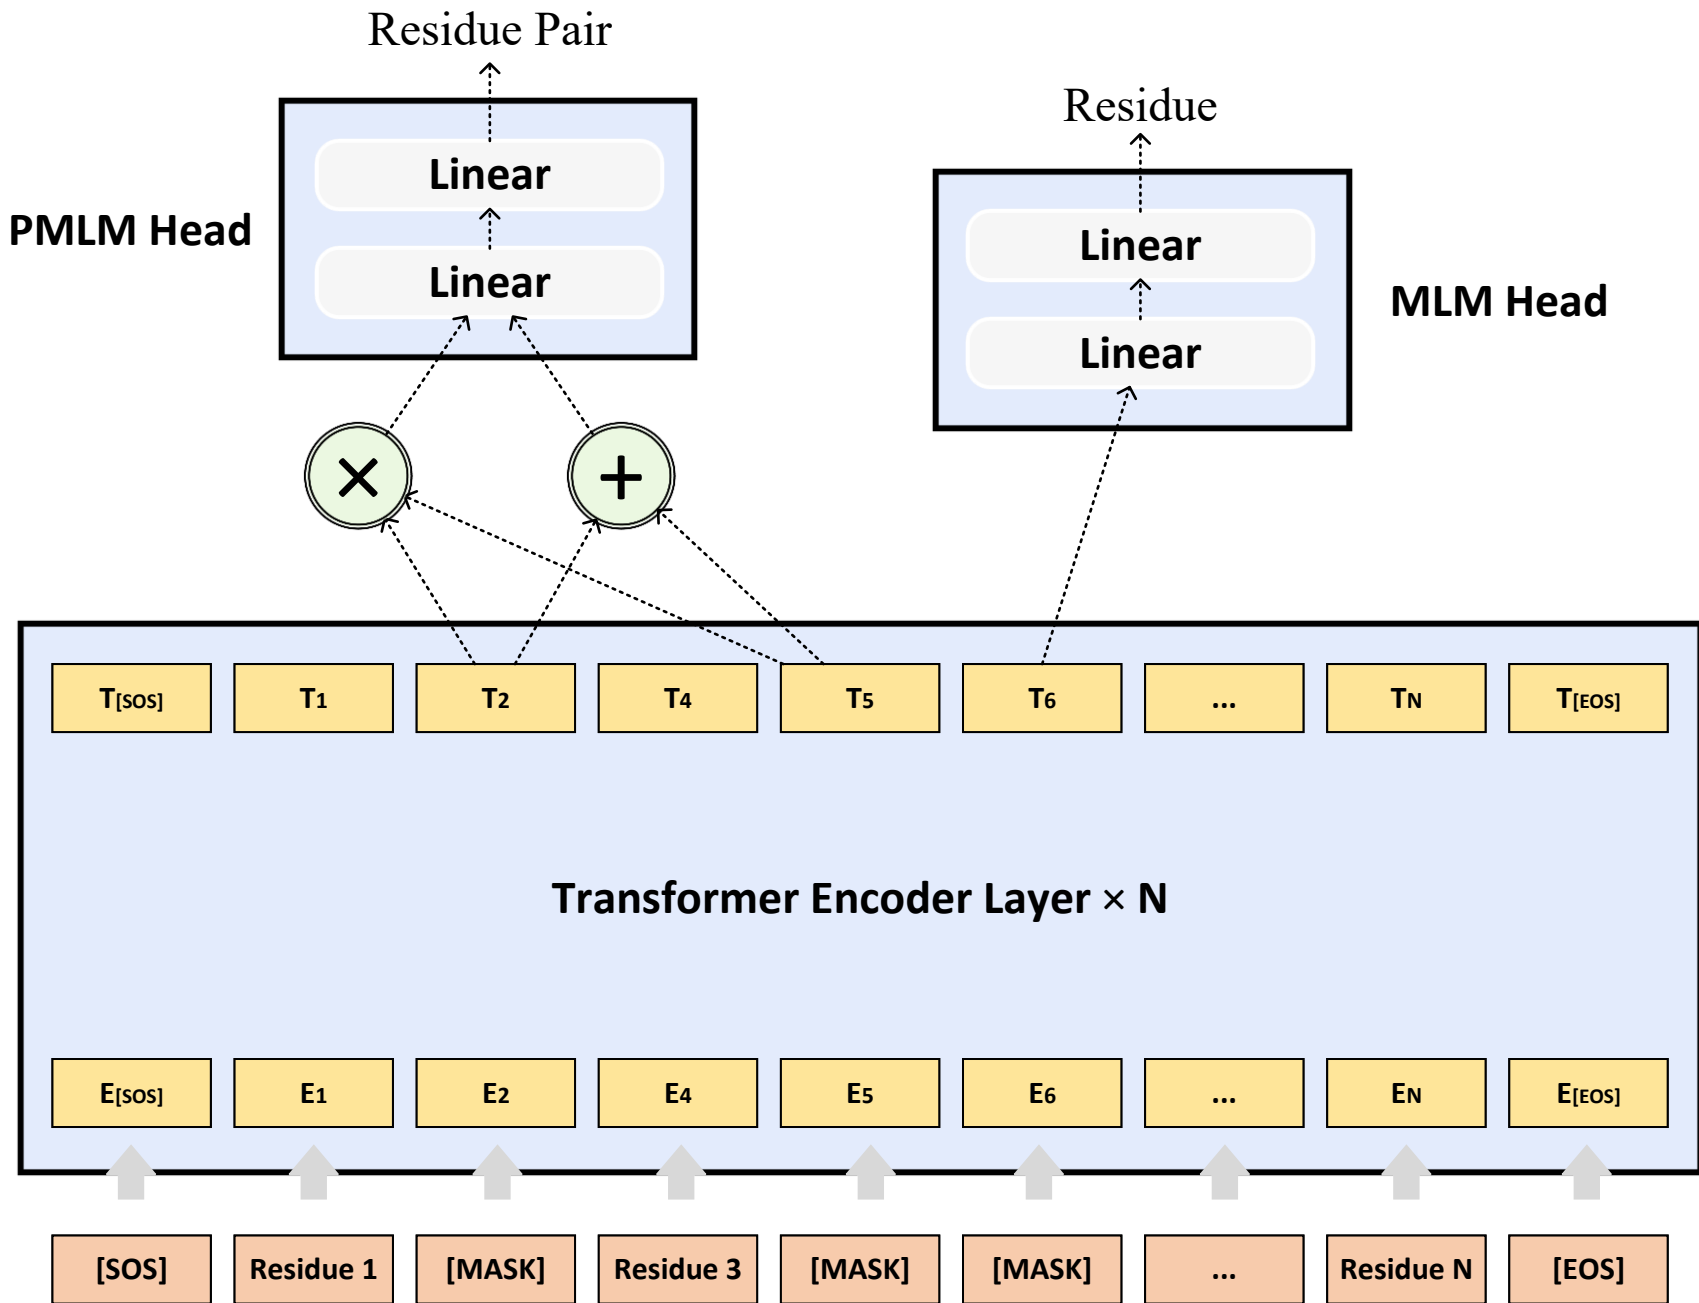 Residue Pair
Residue
Linear
PMLM Head
Linear
Linear
MLM Head
Linear
×
+
T[SOS] T1 T2 T4 T5 T6 ... TN T[EOS]
Transformer Encoder Layer × N
E[SOS] E1 E2 E4 E5 E6 ... EN E[EOS]
[SOS] Residue 1 [MASK] Residue 3 [MASK] [MASK] ... Residue N [EOS]